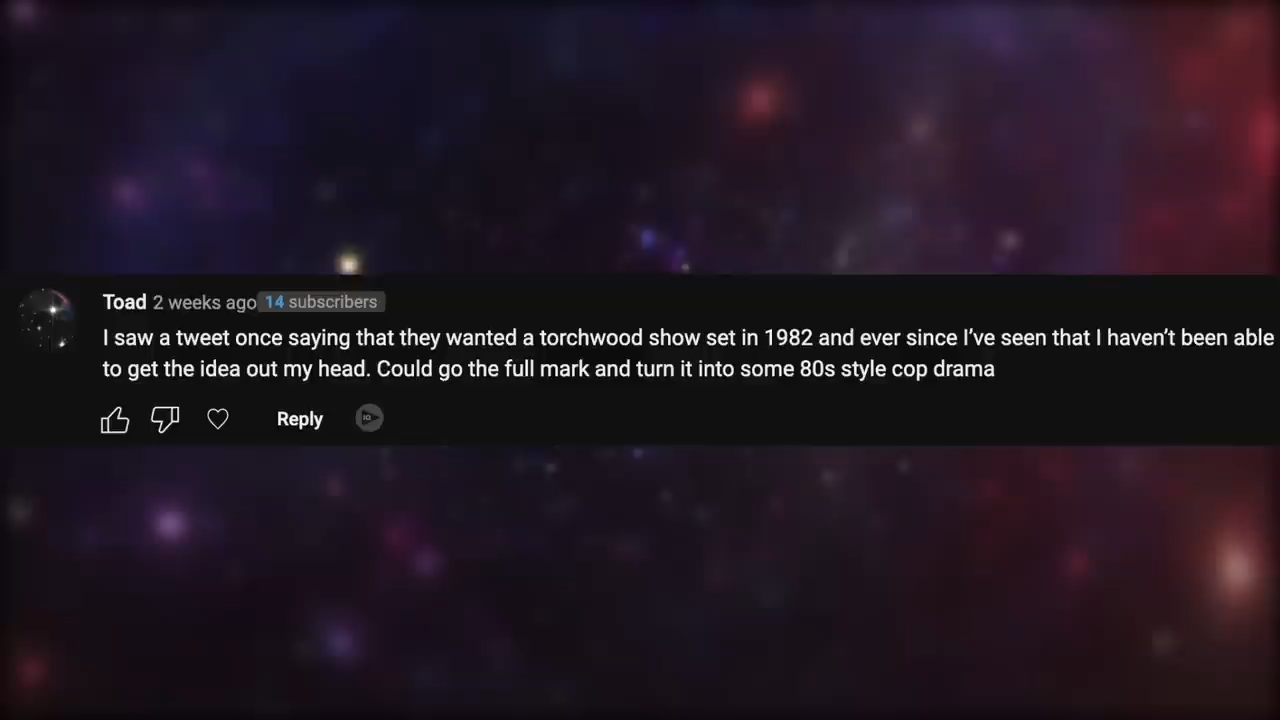 Toad 2 weeks ago 14 subscribers
I saw a tweet once saying that they wanted a torchwood show set in 1982 and ever since I’ve seen that I haven’t been able
to get the idea out my head. Could go the full mark and turn it into some 80s style cop drama
Reply